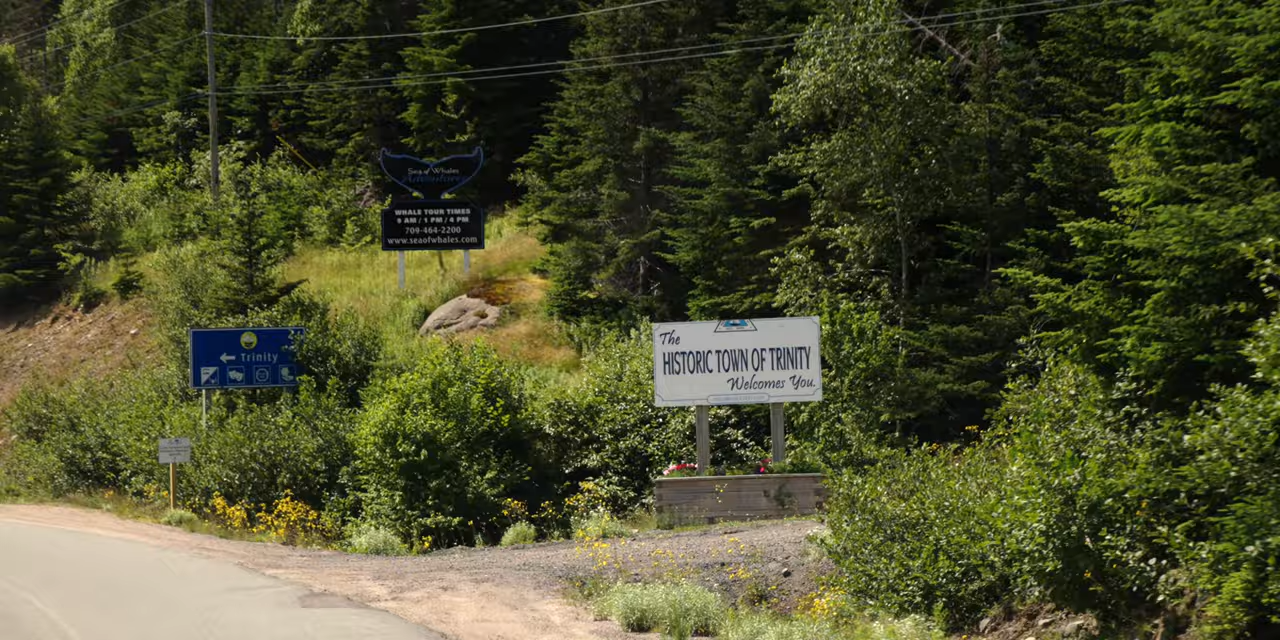 Sea of Whales
Adventures
WHALE TOUR TIMES
9 AM / 1 PM / 4 PM
709-464-2200
www.seaofwhales.com
Trinity
The
HISTORIC TOWN OF TRINITY
Welcomes You.